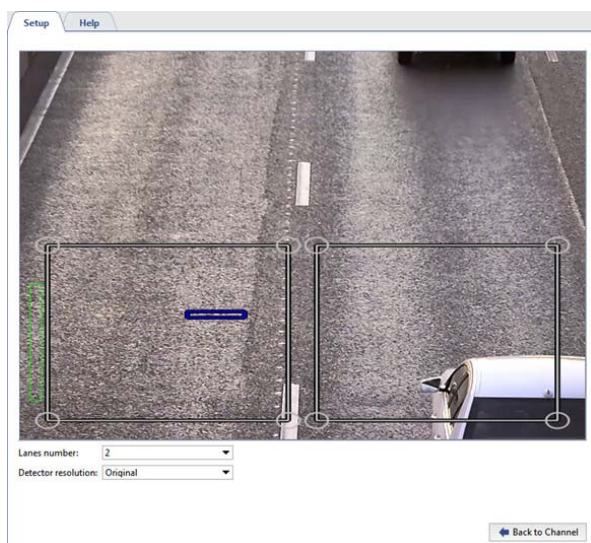 Setup Help
Lanes number: 2
Detector resolution: Original
Back to Channel